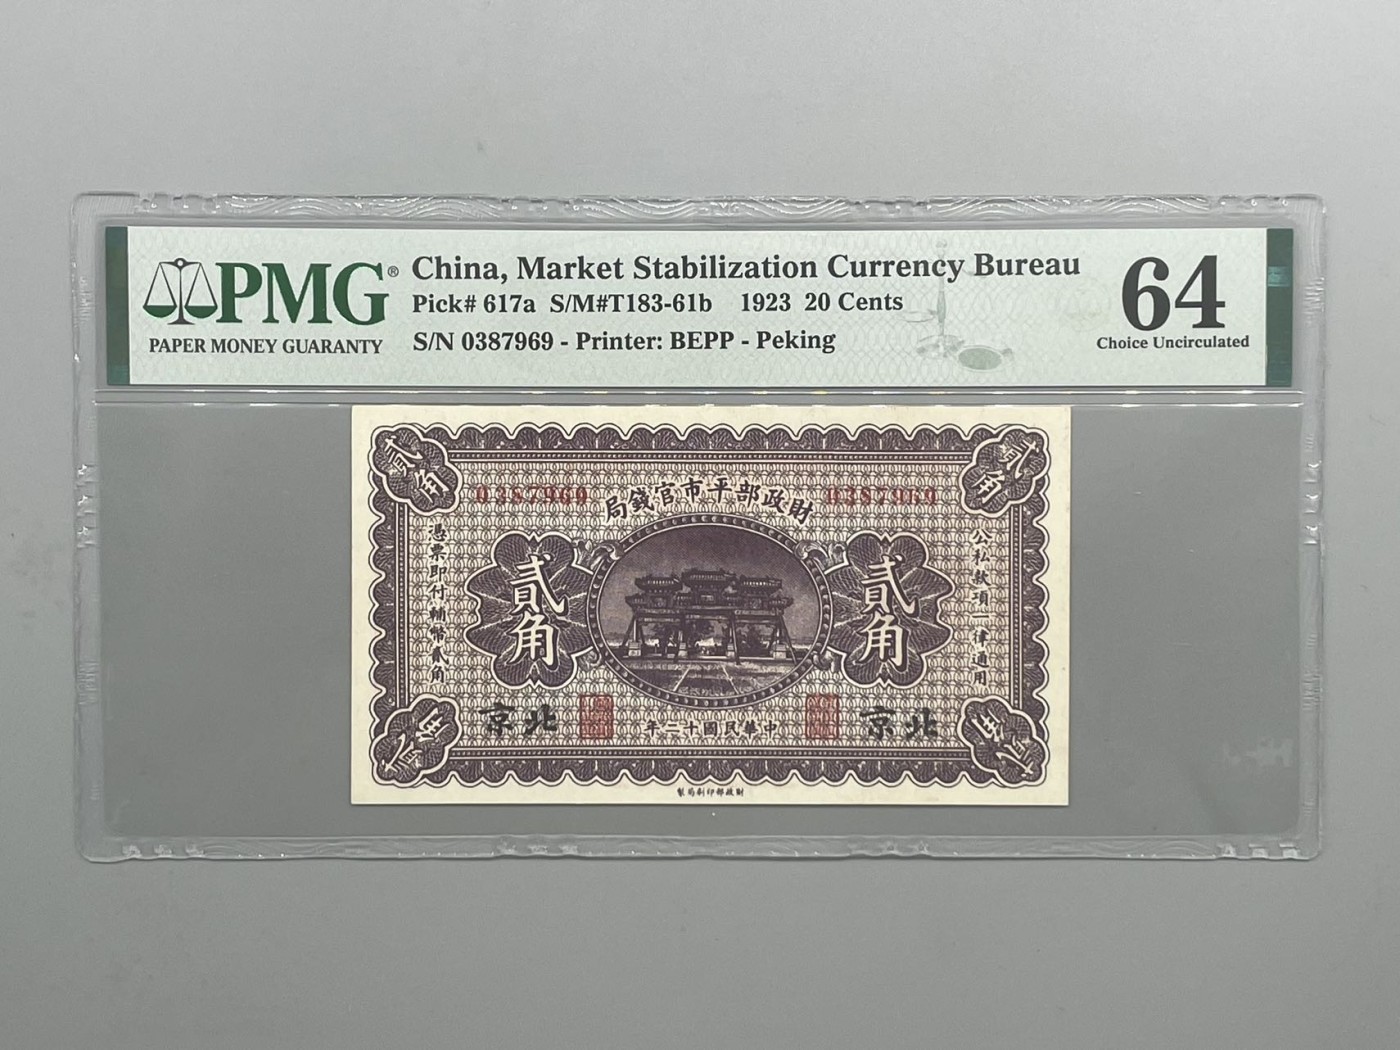 PMG®
PAPER MONEY GUARANTY
China, Market Stabilization Currency Bureau
Pick# 617a S/M#T183-61b 1923 20 Cents
S/N 0387969 - Printer: BEPP - Peking
64
Choice Uncirculated
貳角
貳角
0387969
0387969
財政部平市官錢局
公私款項一律通用
憑票即付輔幣貳角
貳角
貳角
北京
北京
中華民國十二年
貳角
貳角
財政部印刷局製